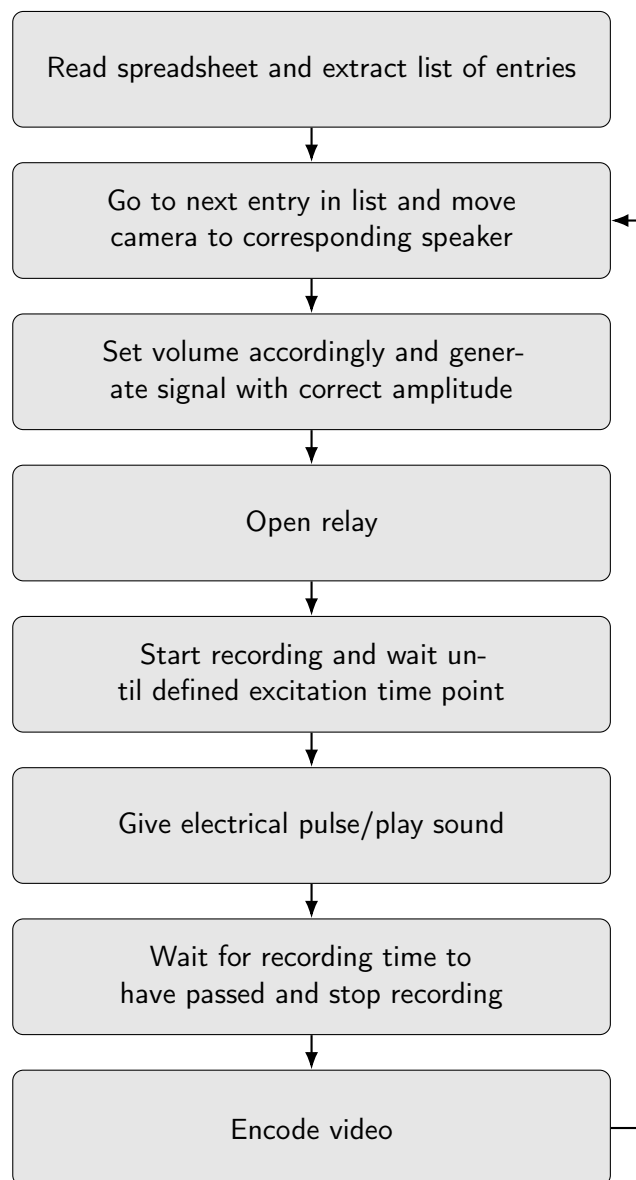 Read spreadsheet and extract list of entries
Go to next entry in list and move
camera to corresponding speaker
Set volume accordingly and gener-
ate signal with correct amplitude
Open relay
Start recording and wait un-
til defined excitation time point
Give electrical pulse/play sound
Wait for recording time to
have passed and stop recording
Encode video